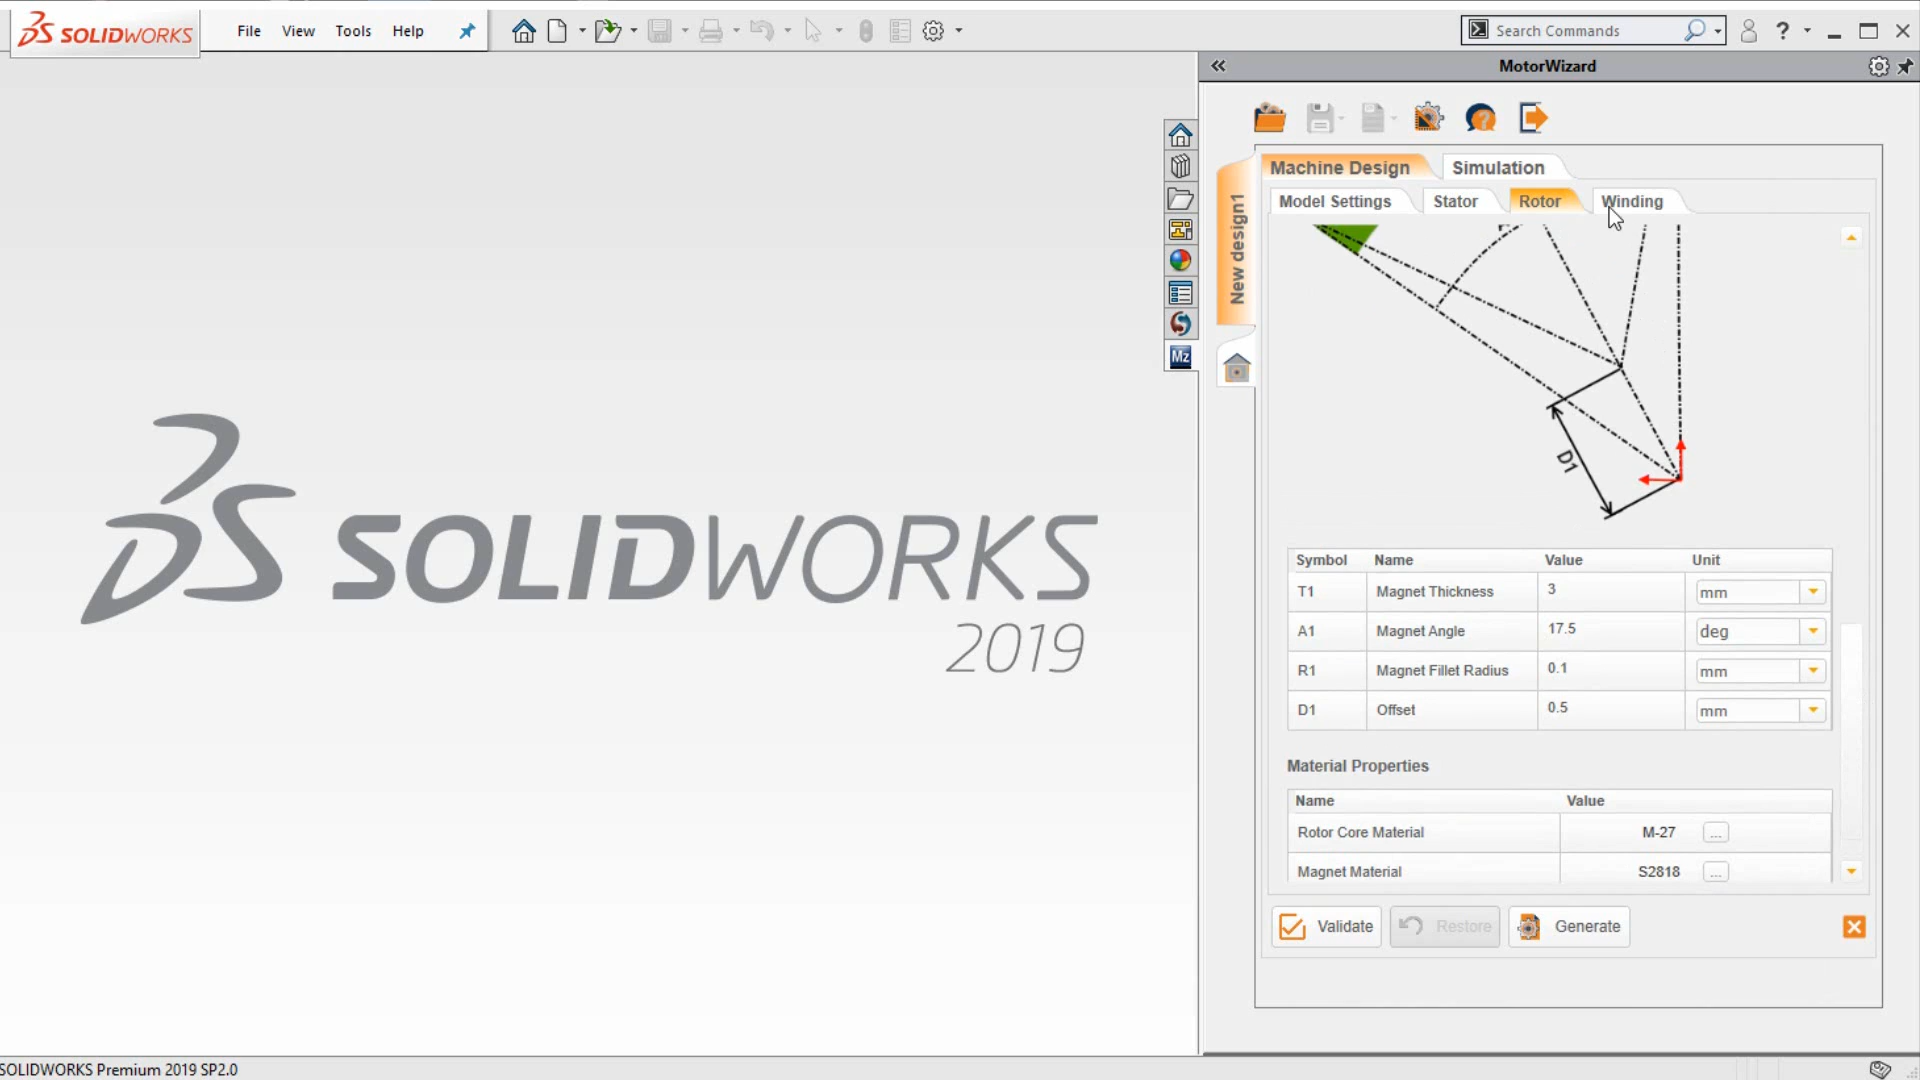 SOLIDWORKS
File View Tools Help
Search Commands
?
MotorWizard
New design1
Machine Design Simulation
Model Settings Stator Rotor Winding
D1
Symbol Name Value Unit
T1 Magnet Thickness 3 mm
A1 Magnet Angle 17.5 deg
R1 Magnet Fillet Radius 0.1 mm
D1 Offset 0.5 mm
Material Properties
Name Value
Rotor Core Material M-27 ...
Magnet Material S2818 ...
Validate Restore Generate
Mz
SOLIDWORKS
2019
SOLIDWORKS Premium 2019 SP2.0